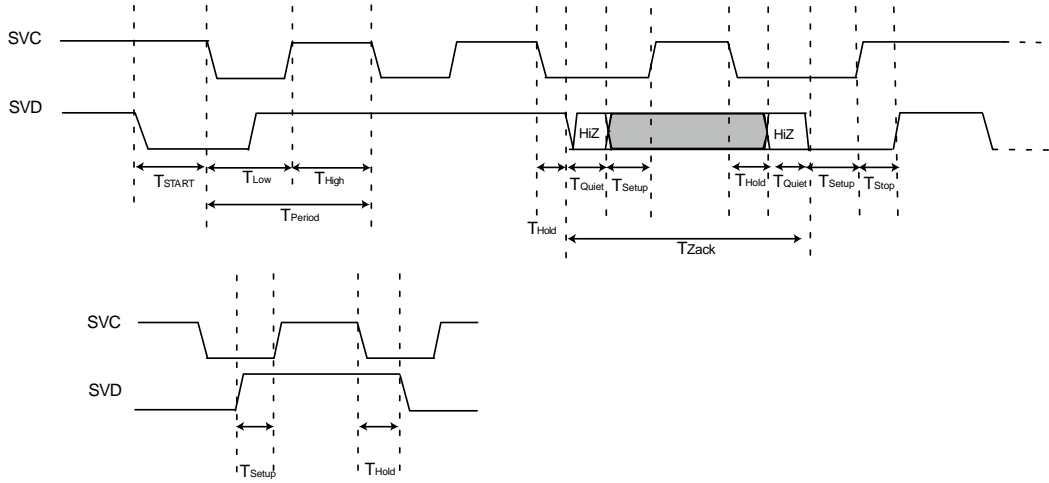 SVC
SVD
HiZ
HiZ
TSTART
TLow
THigh
TQuiet
TSetup
THold
TQuiet
TSetup
TStop
TPeriod
THold
TZack
SVC
SVD
TSetup
THold